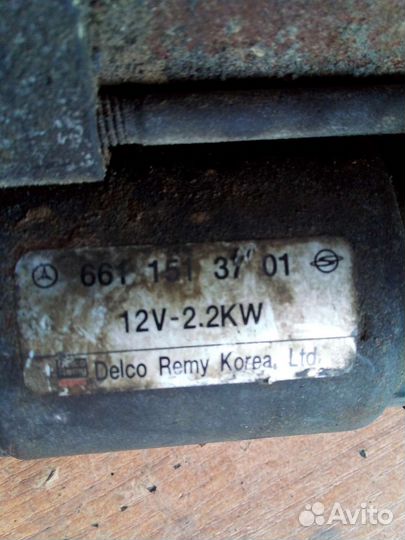 661 151 37 01
12V-2.2KW
Delco Remy Korea, Ltd.
Avito